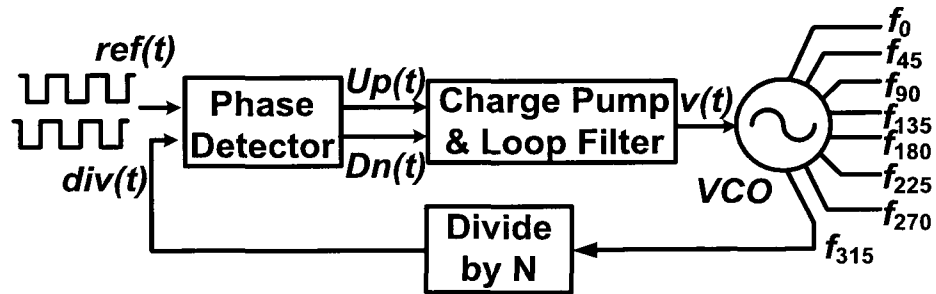 ref(t)
div(t)
Phase
Detector
Up(t)
Dn(t)
Charge Pump
& Loop Filter
v(t)
VCO
f0
f45
f90
f135
f180
f225
f270
f315
Divide
by N